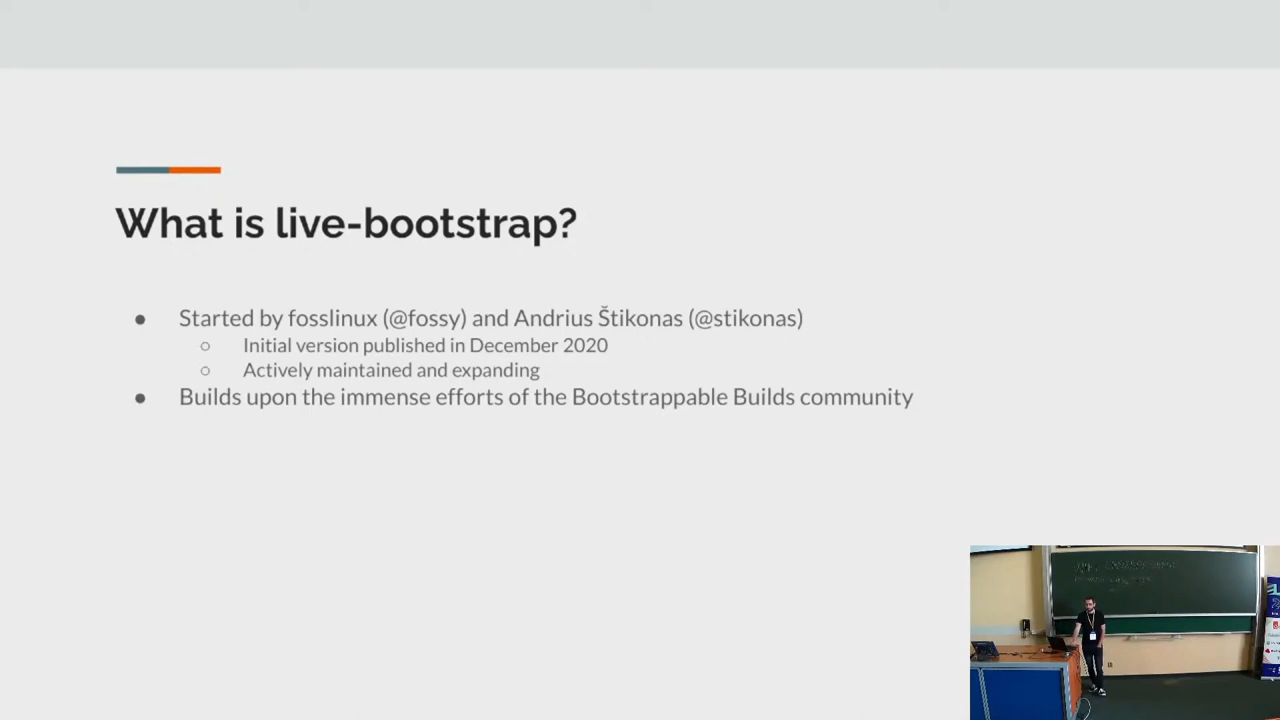 What is live-bootstrap?
● Started by fosslinux (@fossy) and Andrius Štikonas (@stikonas)
○ Initial version published in December 2020
○ Actively maintained and expanding
● Builds upon the immense efforts of the Bootstrappable Builds community